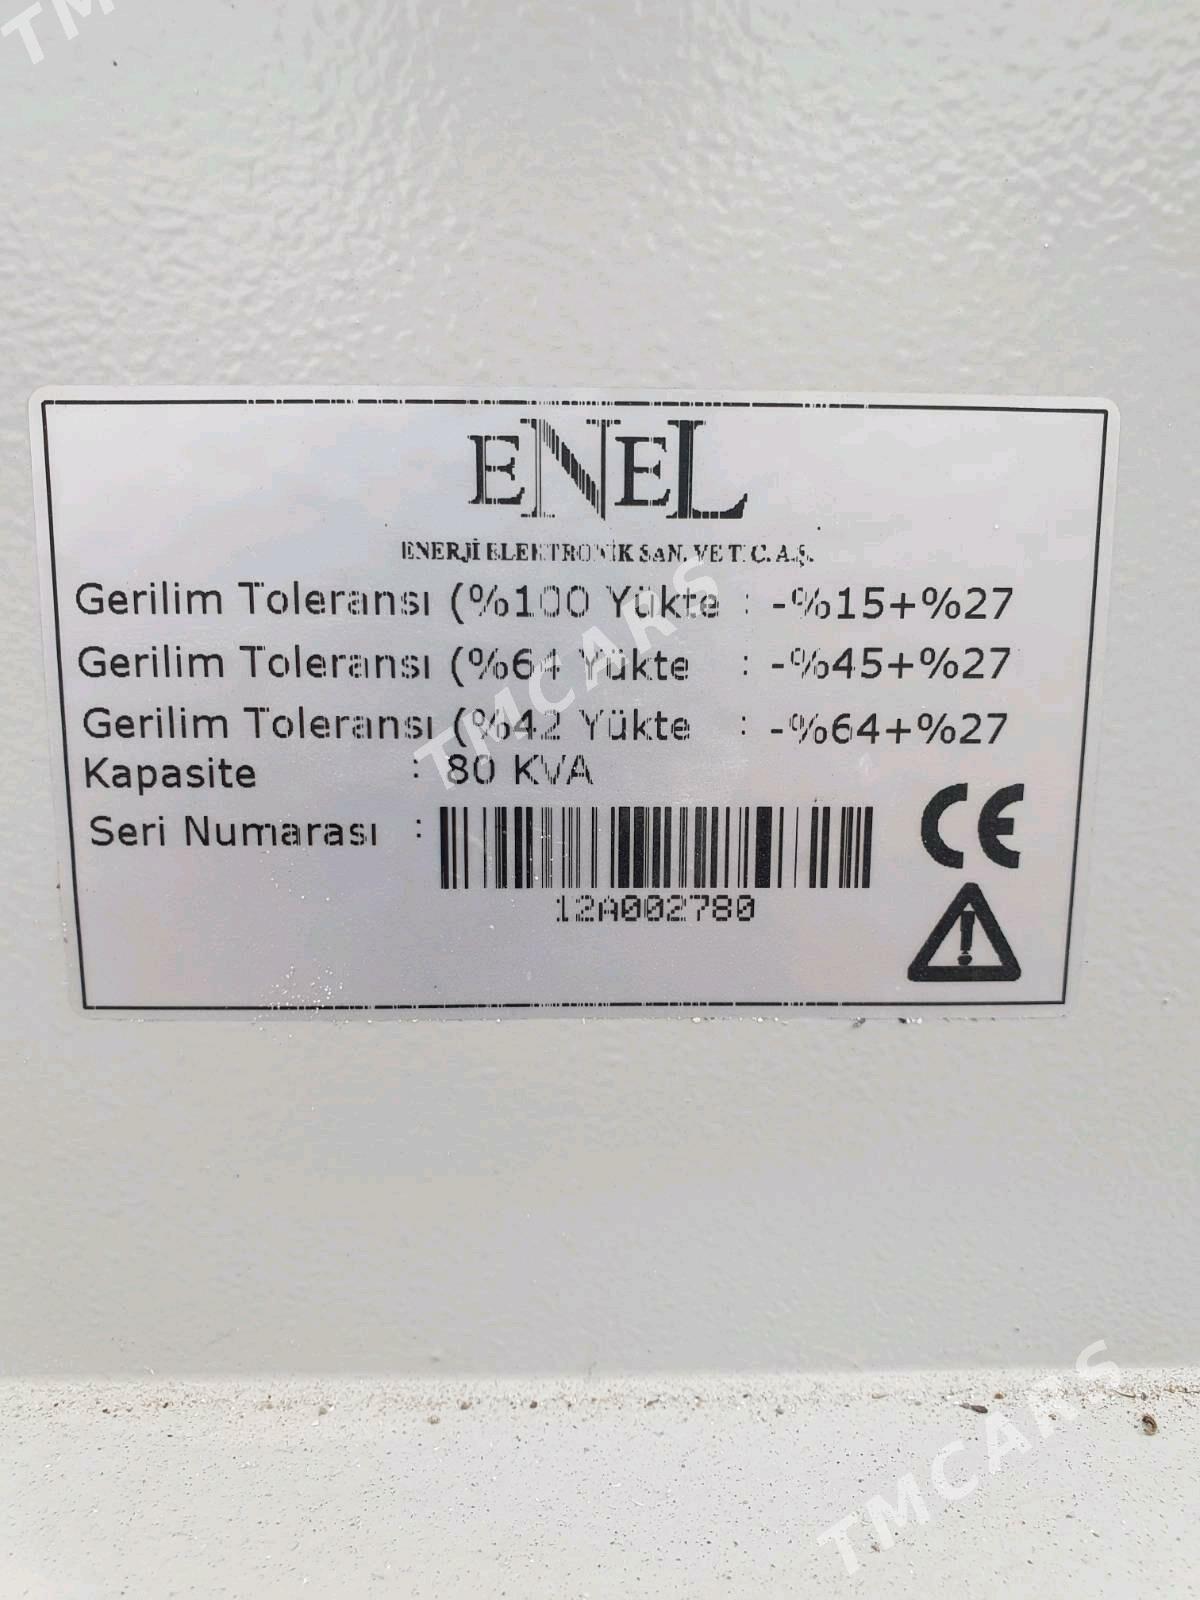 TMCARS
ENEL
ENERJİ ELEKTRONİK SAN. VE TİC. A.Ş.
Gerilim Toleransı (%100 Yükte : -%15+%27
Gerilim Toleransı (%64 Yükte : -%45+%27
Gerilim Toleransı (%42 Yükte : -%64+%27
Kapasite : 80 KVA
Seri Numarası :
12A002780
CE
TMCARS
TMCARS